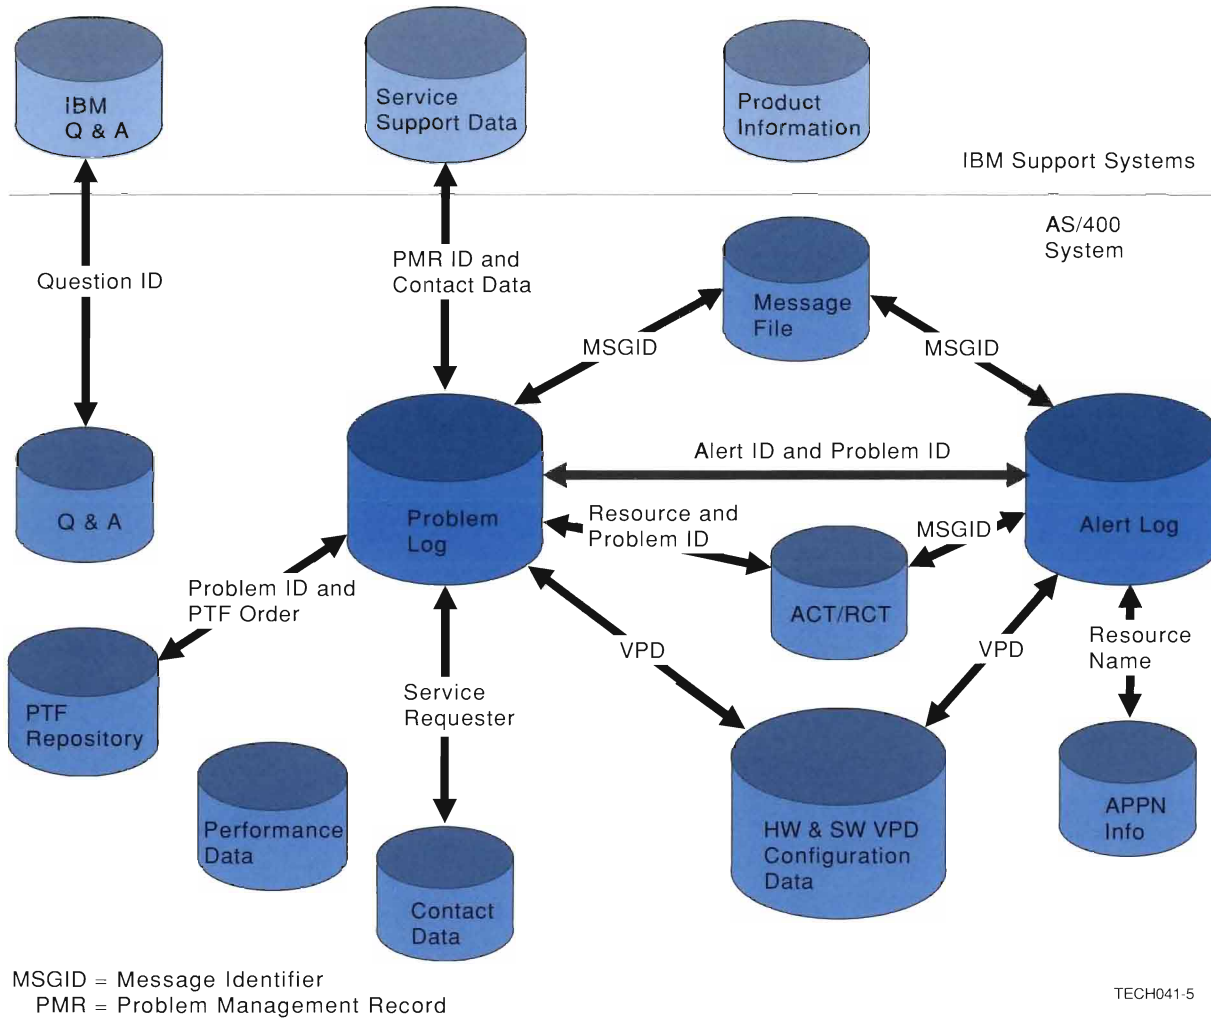 IBM
Q & A
Service
Support Data
Product
Information
IBM Support Systems
AS/400
System
Question ID
PMR ID and
Contact Data
Message
File
MSGID
MSGID
Alert ID and Problem ID
Q & A
Problem
Log
Resource and
Problem ID
MSGID
Alert Log
Problem ID and
PTF Order
ACT/RCT
VPD
VPD
Resource
Name
Service
Requester
PTF
Repository
Performance
Data
HW & SW VPD
Configuration
Data
APPN
Info
Contact
Data
MSGID = Message Identifier
PMR = Problem Management Record
TECH041-5